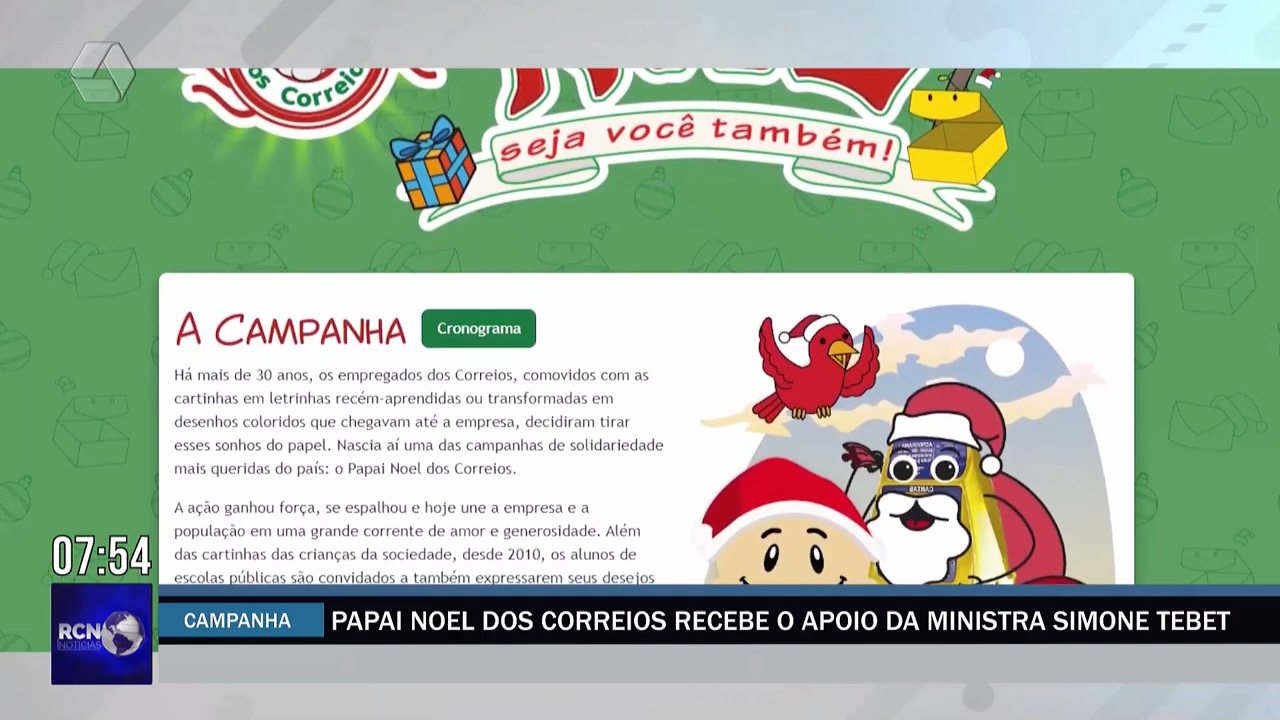 os Correio
seja você também!
A CAMPANHA
Cronograma
Há mais de 30 anos, os empregados dos Correios, comovidos com as
cartinhas em letrinhas recém-aprendidas ou transformadas em
desenhos coloridos que chegavam até a empresa, decidiram tirar
esses sonhos do papel. Nascia aí uma das campanhas de solidariedade
mais queridas do país: o Papai Noel dos Correios.
A ação ganhou força, se espalhou e hoje une a empresa e a
população em uma grande corrente de amor e generosidade. Além
das cartinhas das crianças da sociedade, desde 2010, os alunos de
escolas públicas são convidados a também expressarem seus desejos
07:54
RCN
NOTÍCIAS
CAMPANHA
PAPAI NOEL DOS CORREIOS RECEBE O APOIO DA MINISTRA SIMONE TEBET